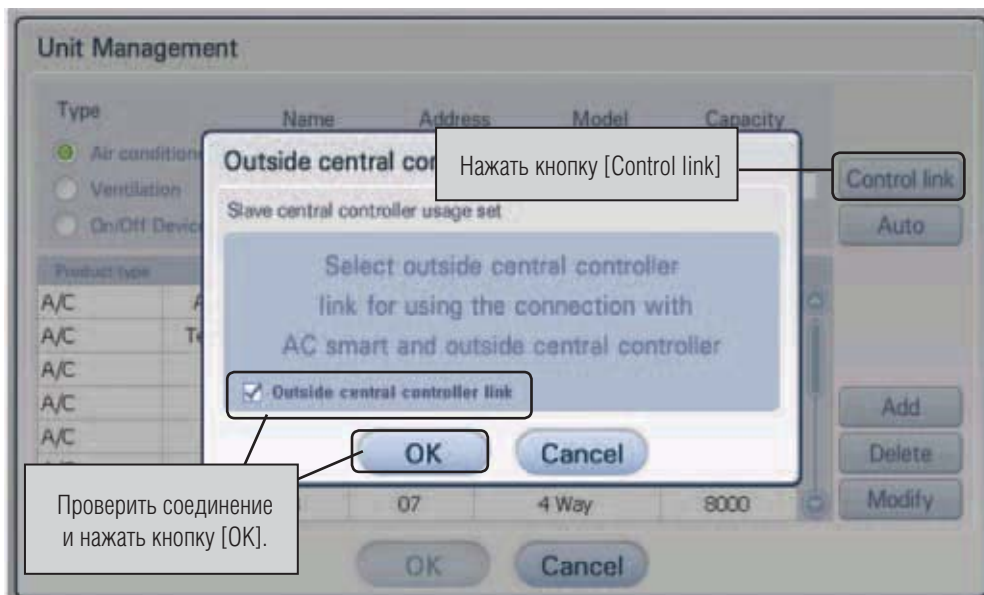 Unit Management
Type
Name Address Model Capacity
Air condition
Ventilation
On/Off Devic
Outside central con
Нажать кнопку [Control link]
Control link
Auto
Slave central controller usage set
Select outside central controller
link for using the connection with
AC smart and outside central controller
Outside central controller link
OK Cancel
Product type
A/C A
A/C Te
A/C
A/C
A/C
Add
Delete
Modify
Проверить соединение
и нажать кнопку [OK].
07 4 Way 8000
OK Cancel